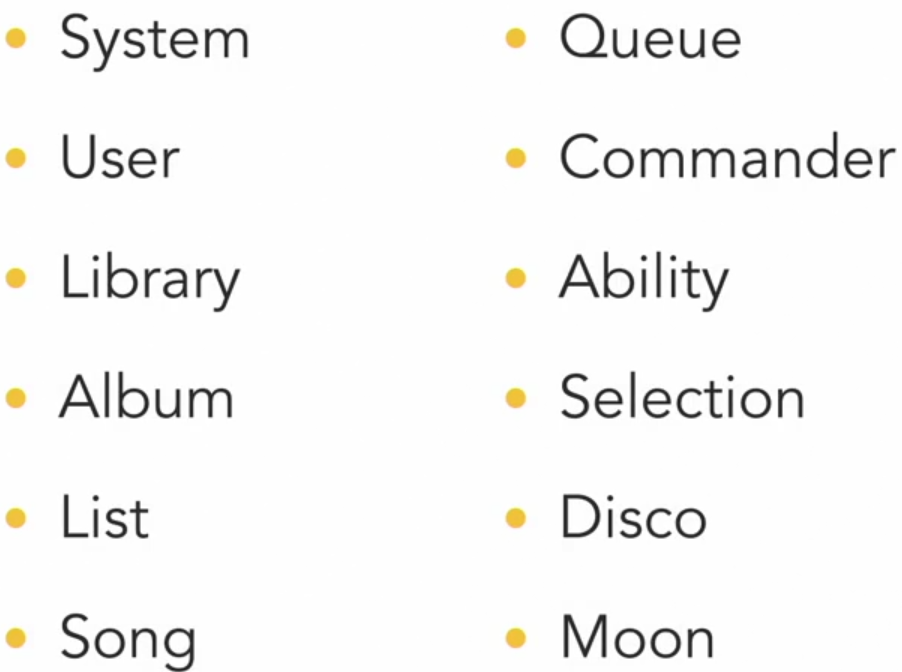 System
User
Library
Album
List
Song
Queue
Commander
Ability
Selection
Disco
Moon